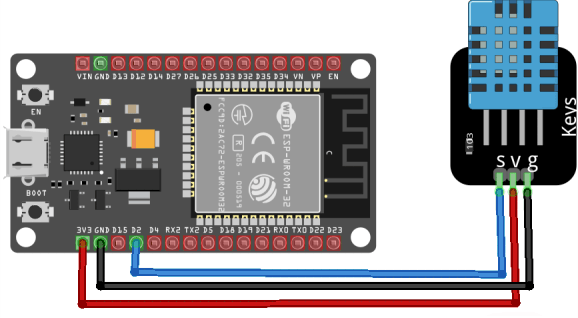 VIN GND D13 D12 D14 D27 D26 D25 D33 D32 D35 D34 VN VP EN
EN
WiFi
ESP-WROOM-32
CE
R
BOOT
3V3 GND D15 D2 D4 RX2 TX2 D5 D18 D19 D21 RX0 TX0 D22 D23
Keys
S V g